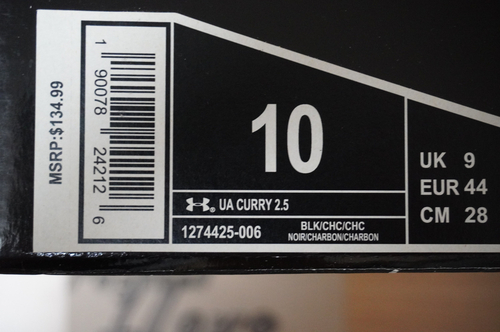 MSRP:$134.99
1 90078 24212 6
10
UA CURRY 2.5
1274425-006
BLK/CHC/CHC
NOIR/CHARBON/CHARBON
UK 9
EUR 44
CM 28